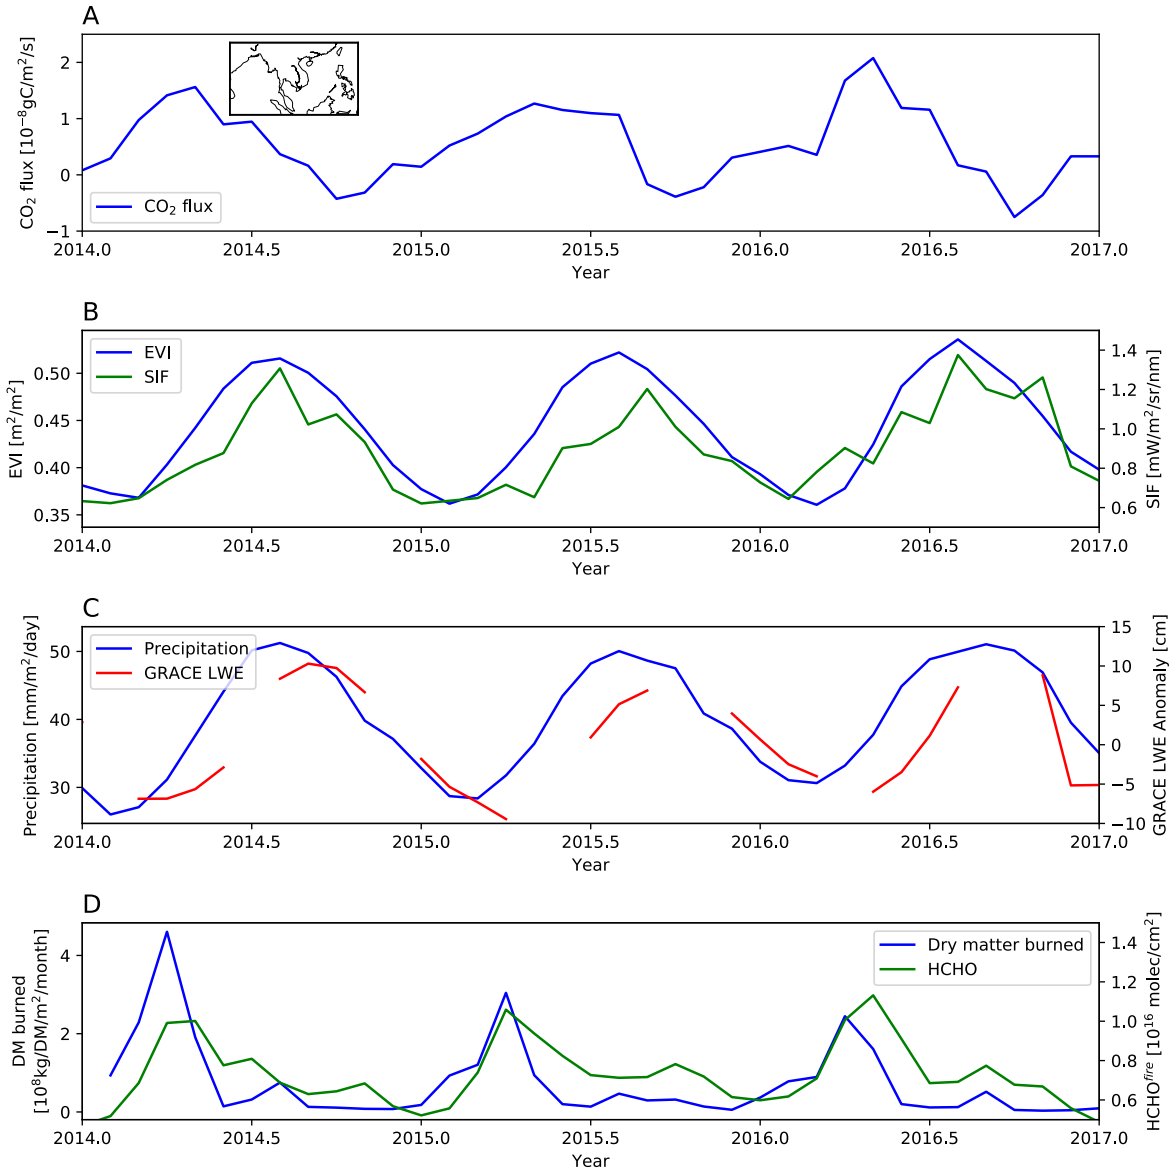 A
CO₂ flux [10⁻⁸gC/m²/s]
2
1
0
−1
CO₂ flux
2014.0 2014.5 2015.0 2015.5 2016.0 2016.5 2017.0
Year
B
EVI [m²/m²]
0.50
0.45
0.40
0.35
EVI
SIF
1.4
1.2
1.0
0.8
0.6
SIF [mW/m²/sr/nm]
2014.0 2014.5 2015.0 2015.5 2016.0 2016.5 2017.0
Year
C
Precipitation [mm/m²/day]
50
40
30
Precipitation
GRACE LWE
15
10
5
0
−5
−10
GRACE LWE Anomaly [cm]
2014.0 2014.5 2015.0 2015.5 2016.0 2016.5 2017.0
Year
D
DM burned
[10⁸kg/DM/m²/month]
4
2
0
Dry matter burned
HCHO
1.4
1.2
1.0
0.8
0.6
HCHO^fire [10¹⁶ molec/cm²]
2014.0 2014.5 2015.0 2015.5 2016.0 2016.5 2017.0
Year